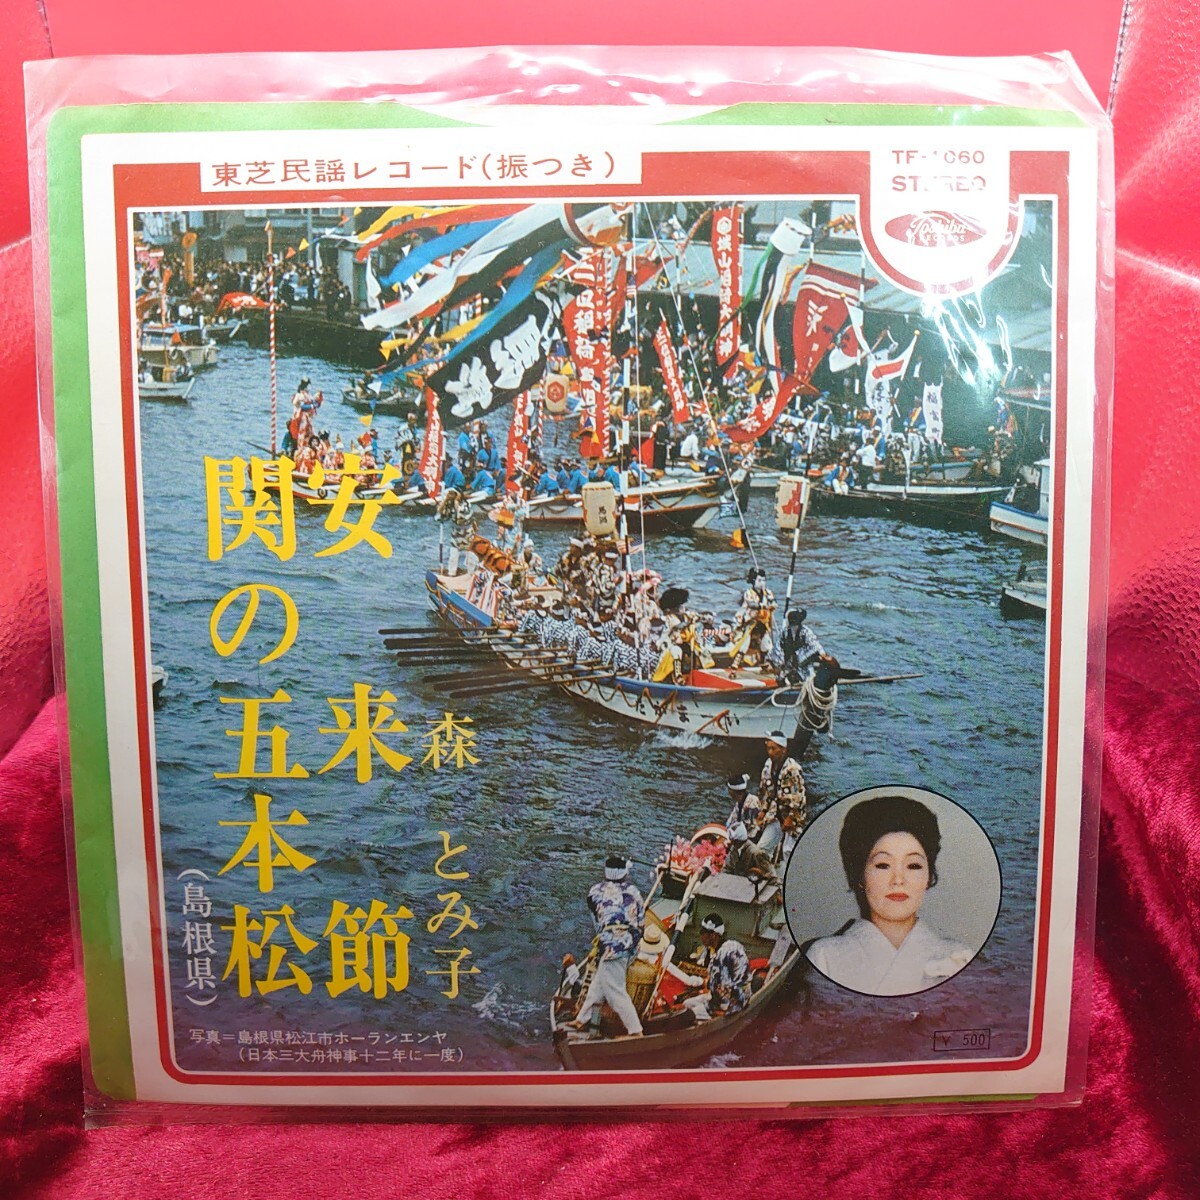 東芝民謡レコード(振つき)
TF-1060
STEREO
Toshiba
RECORDS
安来節
関の五本松
(島根県)
森 とみ子
写真=島根県松江市ホーランエンヤ
(日本三大舟神事十二年に一度)
¥ 500